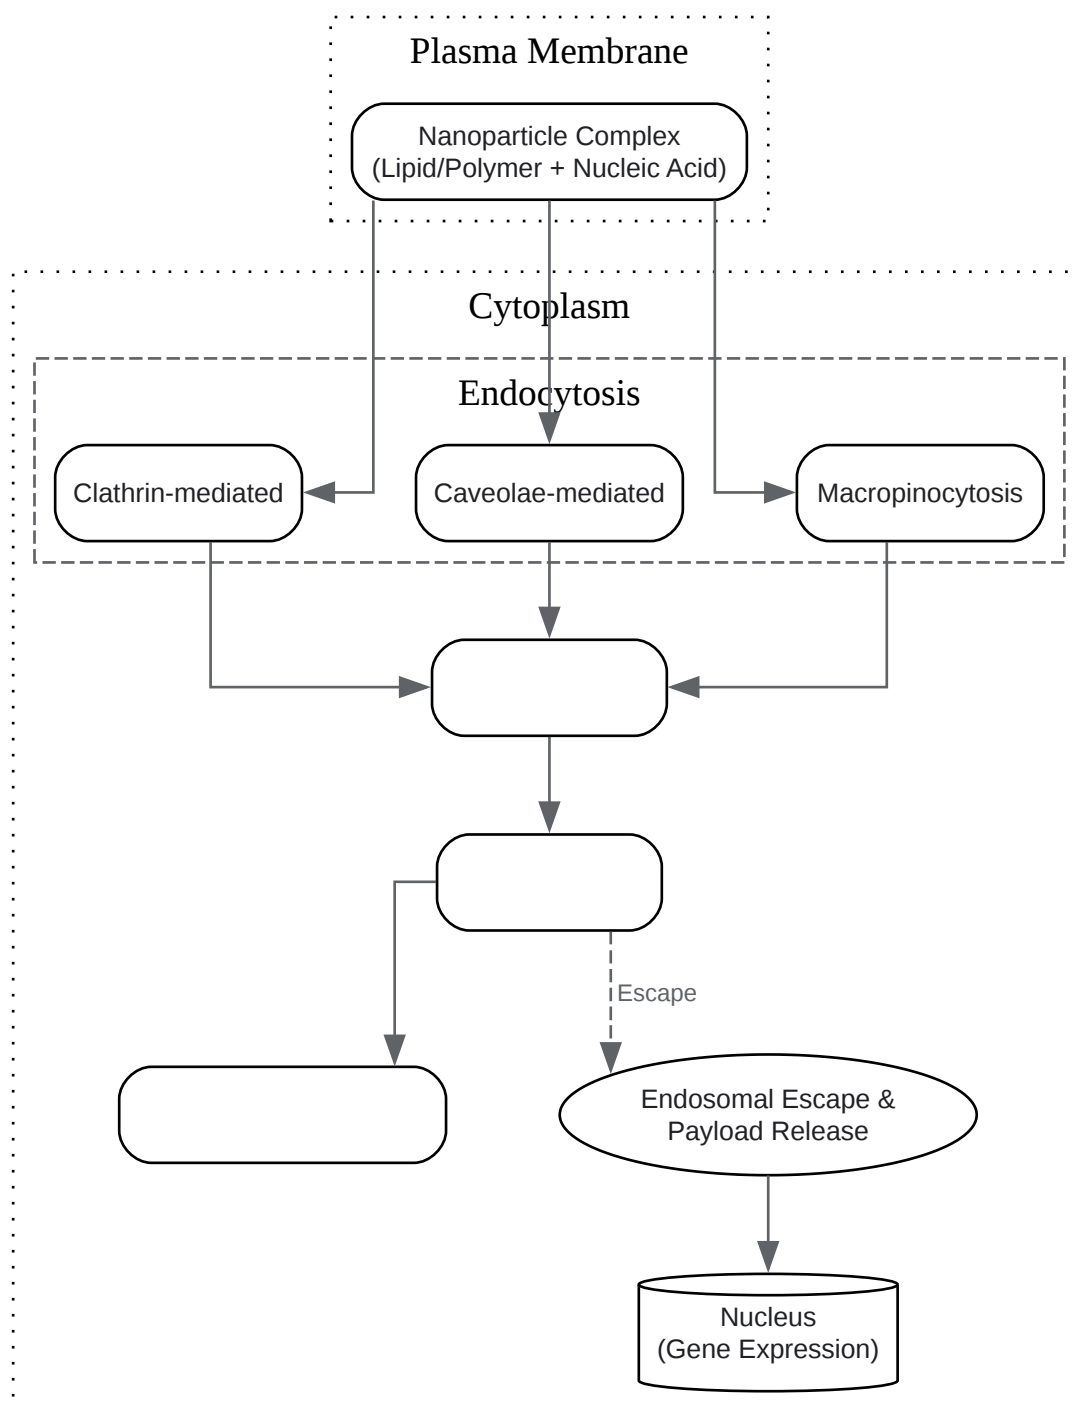 Plasma Membrane
Nanoparticle Complex
(Lipid/Polymer + Nucleic Acid)
Cytoplasm
Endocytosis
Clathrin-mediated
Caveolae-mediated
Macropinocytosis
Escape
Endosomal Escape &
Payload Release
Nucleus
(Gene Expression)